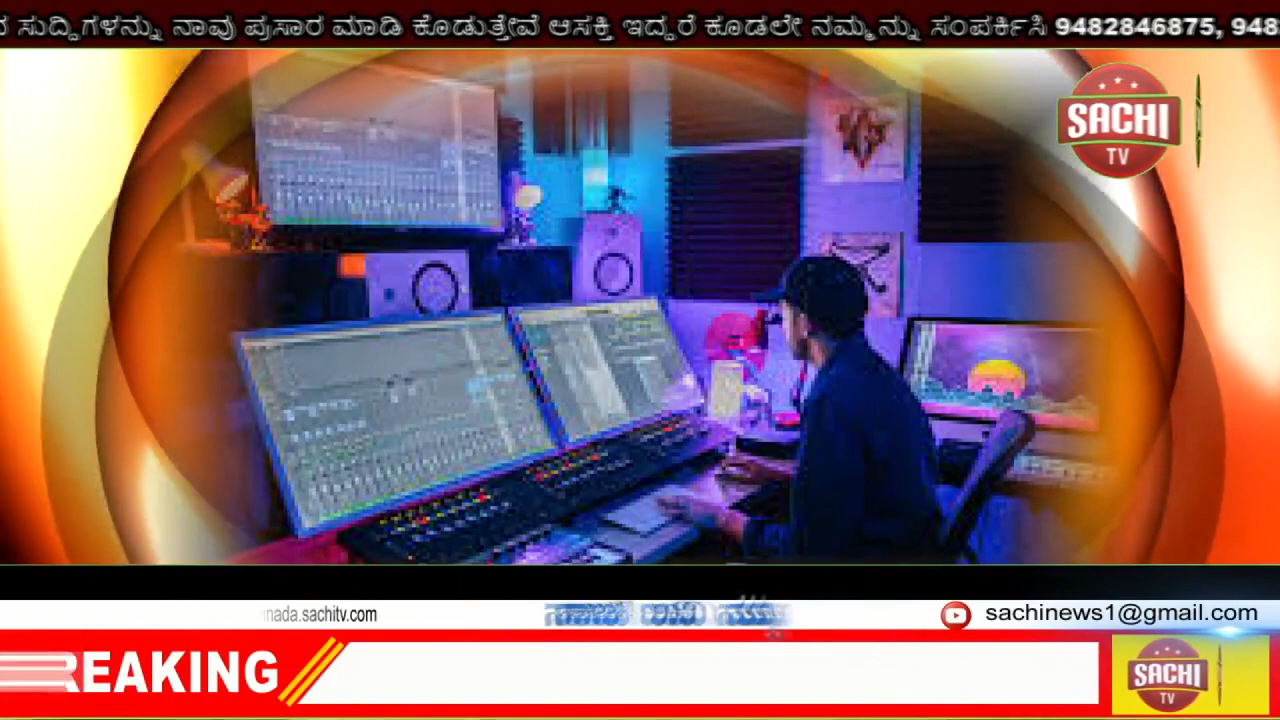 ಸುದ್ದಿಗಳನ್ನು ನಾವು ಪ್ರಸಾರ ಮಾಡಿ ಕೊಡುತ್ತೇವೆ ಆಸಕ್ತಿ ಇದ್ದರೆ ಕೂಡಲೇ ನಮ್ಮನ್ನು ಸಂಪರ್ಕಿಸಿ 9482846875, 948
SACHI
TV
nada.sachitv.com
sachinews1@gmail.com
BREAKING
SACHI
TV